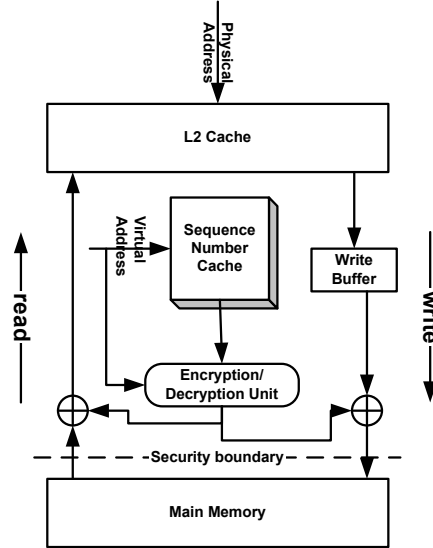 Physical
Address
L2 Cache
Virtual
Address
Sequence
Number
Cache
Write
Buffer
read
write
Encryption/
Decryption Unit
Security boundary
Main Memory